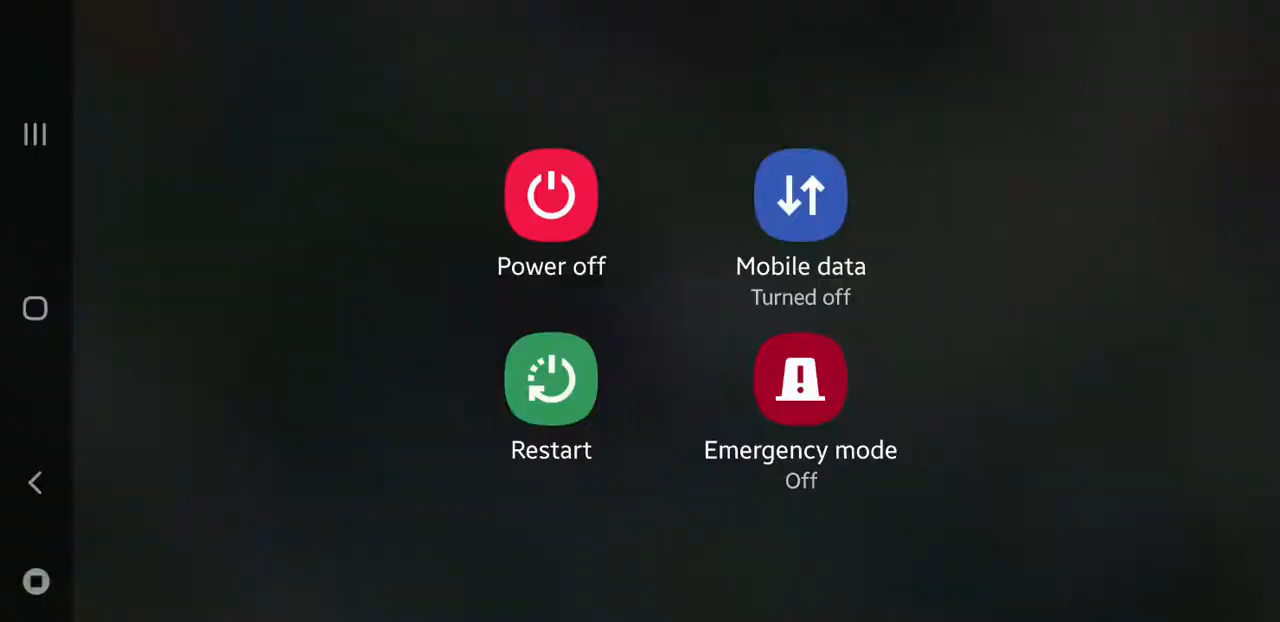 Power off
Mobile data
Turned off
Restart
Emergency mode
Off